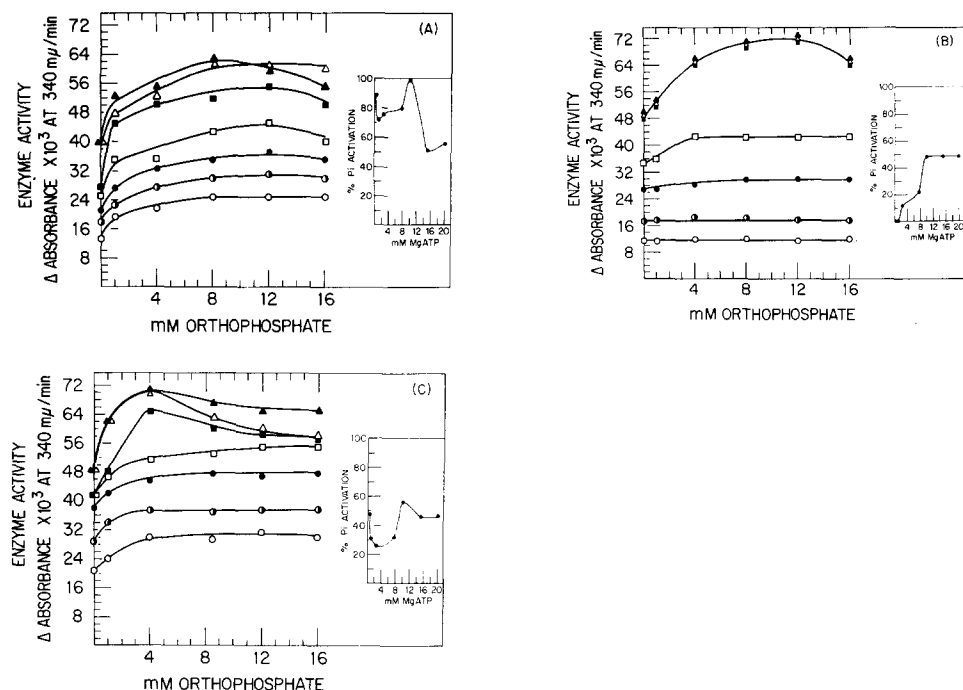 (A)
72
64
56
48
40
32
24
16
8
ENZYME ACTIVITY
Δ ABSORBANCE X10³ AT 340 mμ/min
4 8 12 16
mM ORTHOPHOSPHATE
100
80
60
40
20
% Pi ACTIVATION
4 8 12 16 20
mM MgATP
(B)
72
64
56
48
40
32
24
16
8
ENZYME ACTIVITY
Δ ABSORBANCE X10³ AT 340 mμ/min
4 8 12 16
mM ORTHOPHOSPHATE
100
80
60
40
20
% Pi ACTIVATION
4 8 12 16 20
mM MgATP
(C)
72
64
56
48
40
32
24
16
8
ENZYME ACTIVITY
Δ ABSORBANCE X10³ AT 340 mμ/min
4 8 12 16
mM ORTHOPHOSPHATE
100
80
60
40
20
% Pi ACTIVATION
4 8 12 16 20
mM MgATP